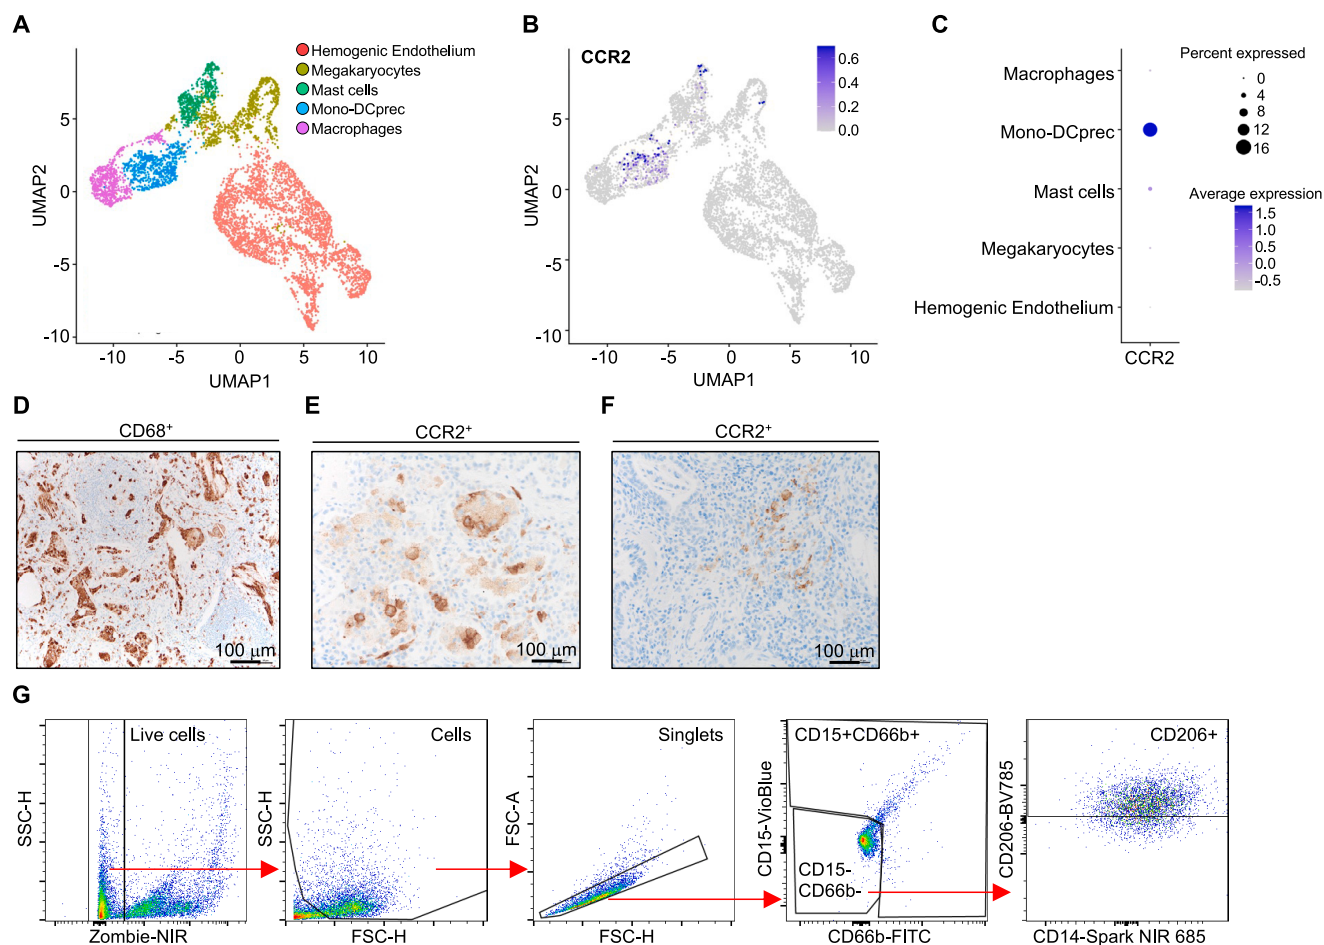 A
Hemogenic Endothelium
Megakaryocytes
Mast cells
Mono-DCprec
Macrophages
UMAP2
5
0
-5
-10
-10
-5
0
5
10
UMAP1
B
CCR2
0.6
0.4
0.2
0.0
UMAP2
5
0
-5
-10
-10
-5
0
5
10
UMAP1
C
Macrophages
Mono-DCprec
Mast cells
Megakaryocytes
Hemogenic Endothelium
CCR2
Percent expressed
0
4
8
12
16
Average expression
1.5
1.0
0.5
0.0
-0.5
D
CD68+
100 μm
E
CCR2+
100 μm
F
CCR2+
100 μm
G
Live cells
SSC-H
Zombie-NIR
Cells
SSC-H
FSC-H
Singlets
FSC-A
FSC-H
CD15+CD66b+
CD15-
CD66b-
CD15-VioBlue
CD66b-FITC
CD206+
CD206-BV785
CD14-Spark NIR 685